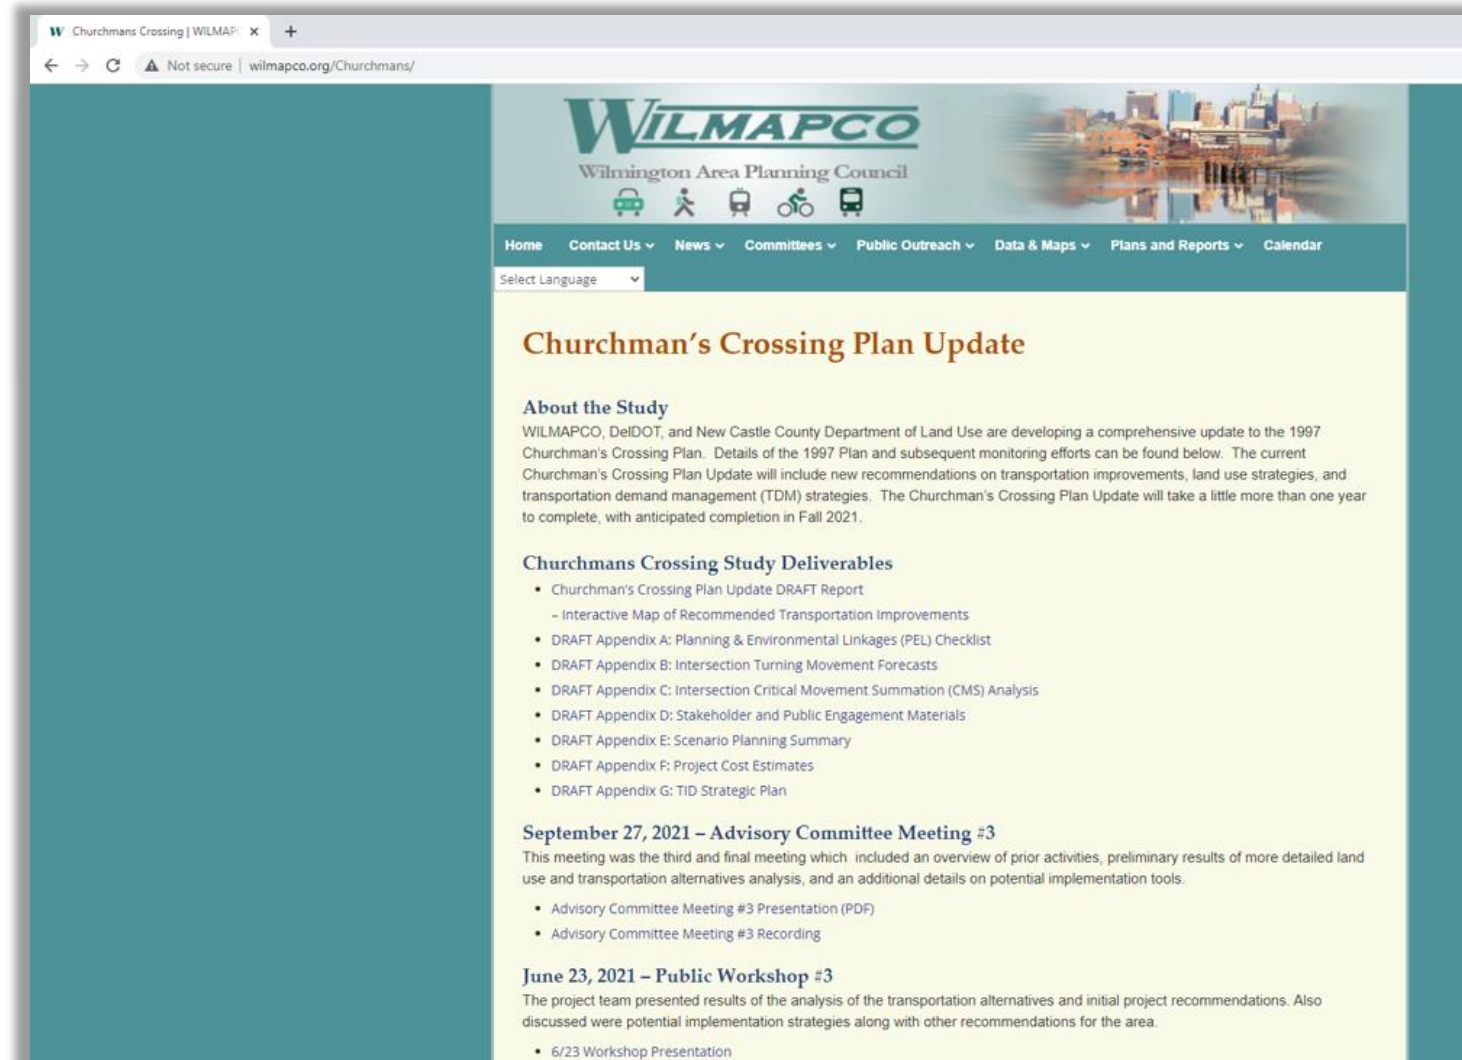 W Churchmans Crossing | WILMAPC
Not secure | wilmapco.org/Churchmans/
WILMAPCO
Wilmington Area Planning Council
Home Contact Us News Committees Public Outreach Data & Maps Plans and Reports Calendar
Select Language
Churchman's Crossing Plan Update
About the Study
WILMAPCO, DelDOT, and New Castle County Department of Land Use are developing a comprehensive update to the 1997
Churchman's Crossing Plan. Details of the 1997 Plan and subsequent monitoring efforts can be found below. The current
Churchman's Crossing Plan Update will include new recommendations on transportation improvements, land use strategies, and
transportation demand management (TDM) strategies. The Churchman's Crossing Plan Update will take a little more than one year
to complete, with anticipated completion in Fall 2021.
Churchmans Crossing Study Deliverables
• Churchman's Crossing Plan Update DRAFT Report
– Interactive Map of Recommended Transportation Improvements
• DRAFT Appendix A: Planning & Environmental Linkages (PEL) Checklist
• DRAFT Appendix B: Intersection Turning Movement Forecasts
• DRAFT Appendix C: Intersection Critical Movement Summation (CMS) Analysis
• DRAFT Appendix D: Stakeholder and Public Engagement Materials
• DRAFT Appendix E: Scenario Planning Summary
• DRAFT Appendix F: Project Cost Estimates
• DRAFT Appendix G: TID Strategic Plan
September 27, 2021 – Advisory Committee Meeting #3
This meeting was the third and final meeting which included an overview of prior activities, preliminary results of more detailed land
use and transportation alternatives analysis, and an additional details on potential implementation tools.
• Advisory Committee Meeting #3 Presentation (PDF)
• Advisory Committee Meeting #3 Recording
June 23, 2021 – Public Workshop #3
The project team presented results of the analysis of the transportation alternatives and initial project recommendations. Also
discussed were potential implementation strategies along with other recommendations for the area.
• 6/23 Workshop Presentation